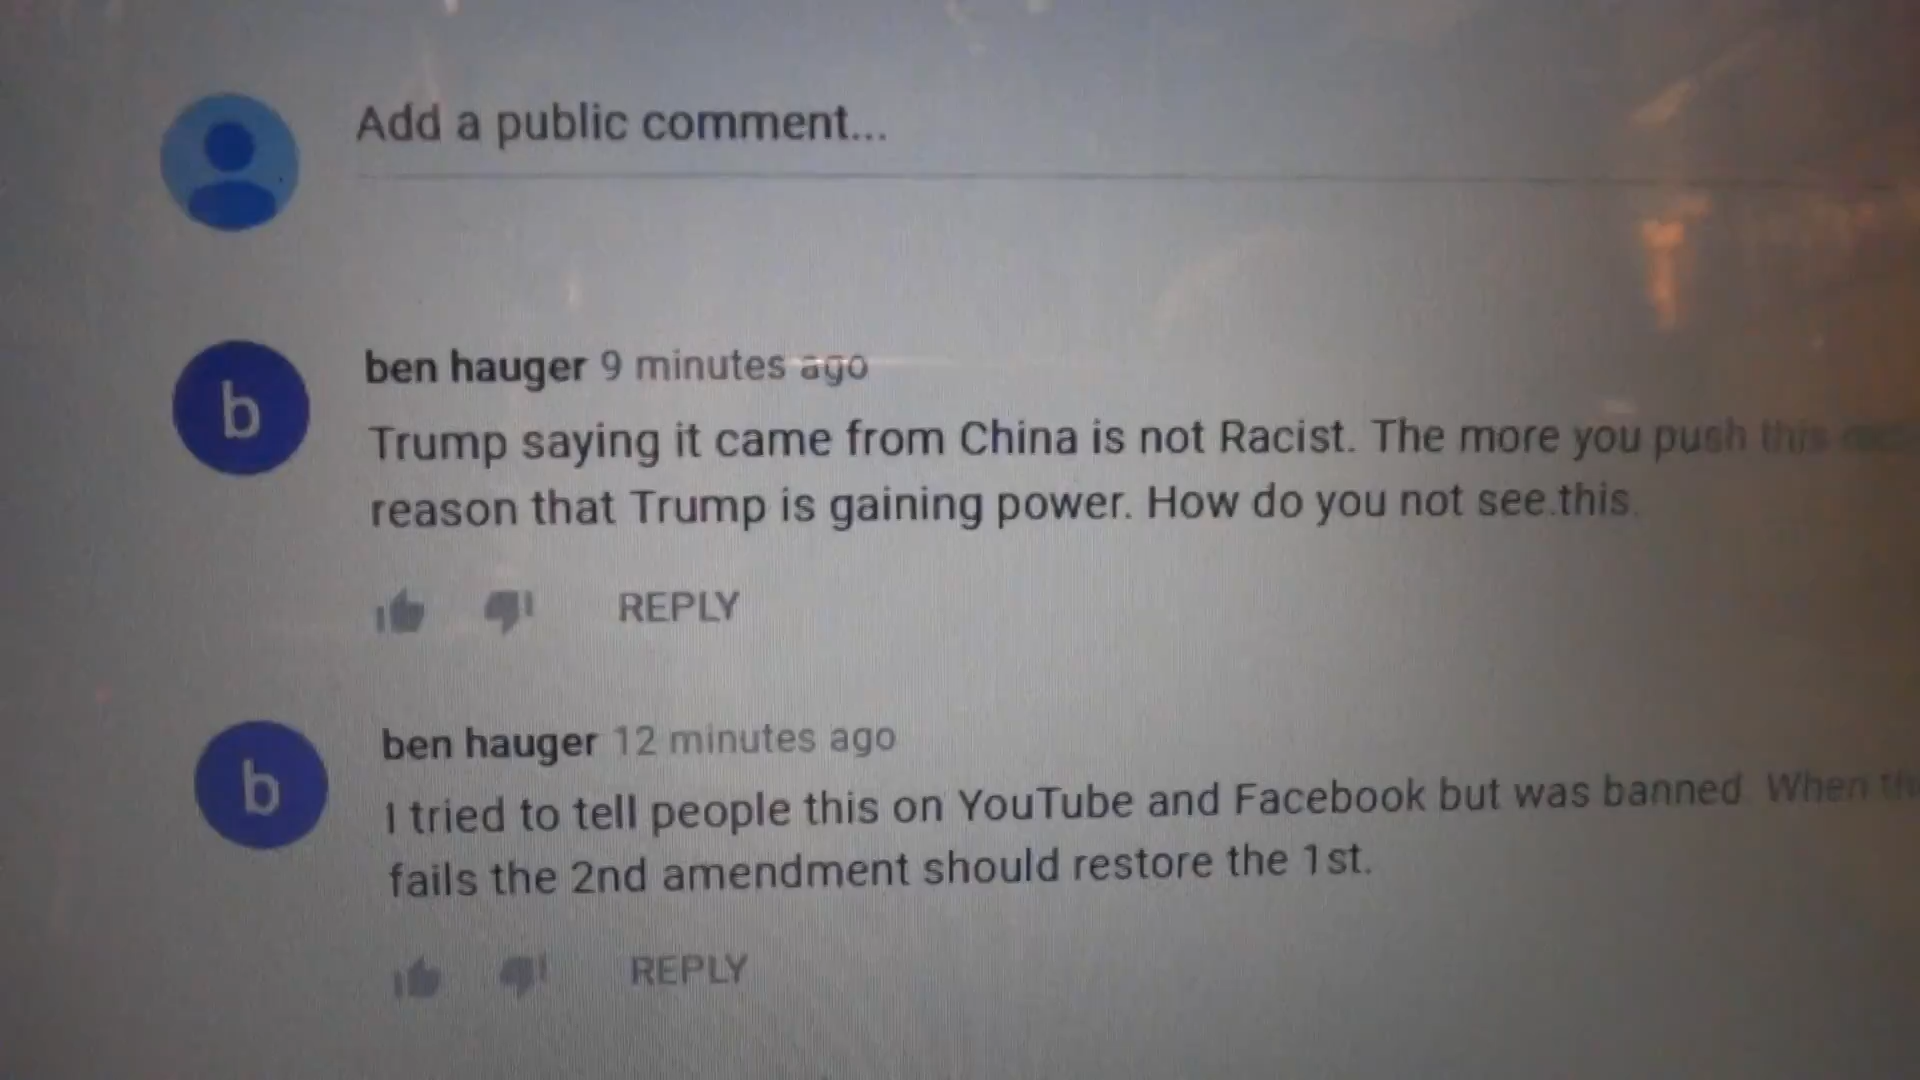 Add a public comment...
b
ben hauger 9 minutes ago
Trump saying it came from China is not Racist. The more you push this
reason that Trump is gaining power. How do you not see.this.
REPLY
b
ben hauger 12 minutes ago
I tried to tell people this on YouTube and Facebook but was banned. When
fails the 2nd amendment should restore the 1st.
REPLY